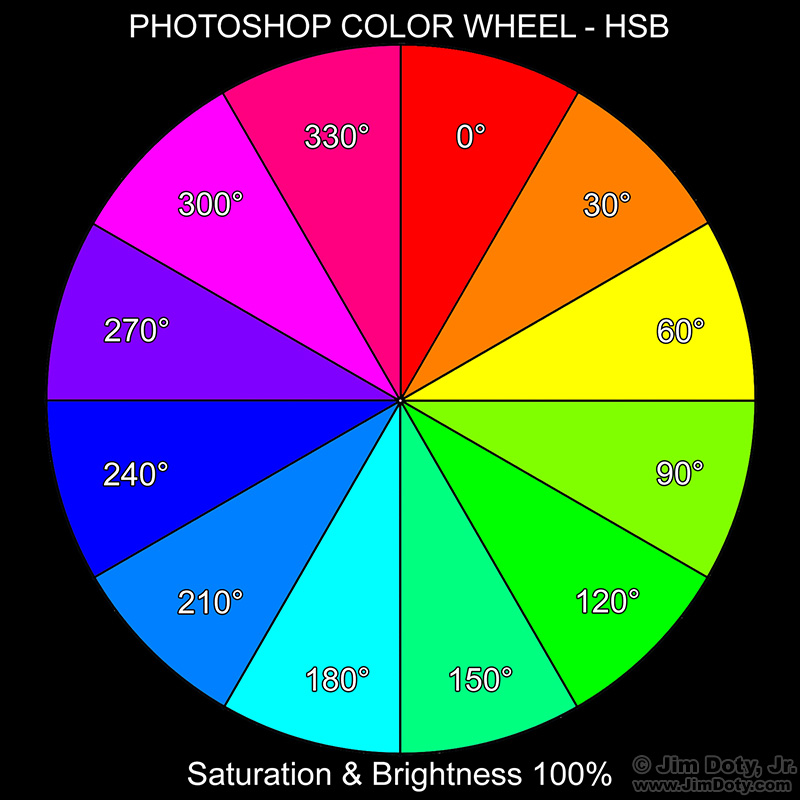 PHOTOSHOP COLOR WHEEL - HSB
330° 0°
300° 30°
270° 60°
240° 90°
210° 120°
180° 150°
Saturation & Brightness 100%
© Jim Doty, Jr.
www.JimDoty.com